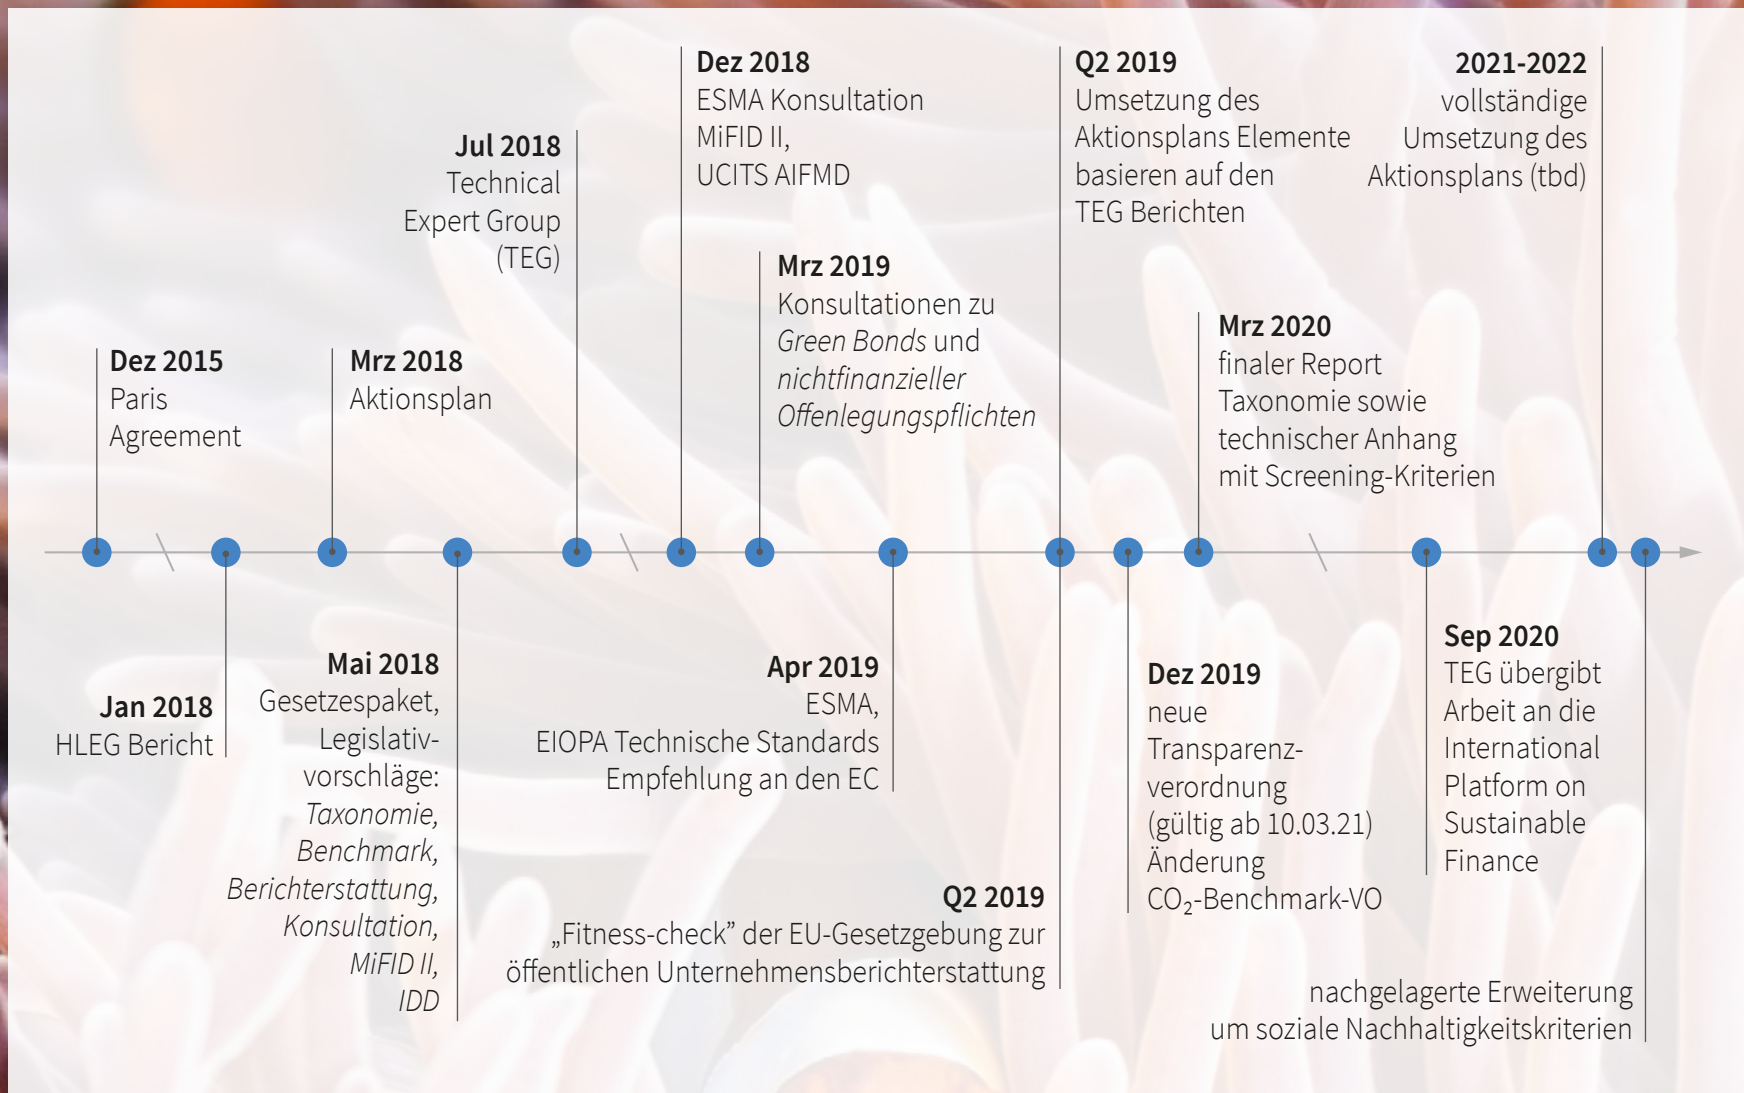 Dez 2015
Paris
Agreement
Jan 2018
HLEG Bericht
Mrz 2018
Aktionsplan
Mai 2018
Gesetzespaket,
Legislativ-
vorschläge:
Taxonomie,
Benchmark,
Berichterstattung,
Konsultation,
MiFID II,
IDD
Jul 2018
Technical
Expert Group
(TEG)
Dez 2018
ESMA Konsultation
MiFID II,
UCITS AIFMD
Mrz 2019
Konsultationen zu
Green Bonds und
nichtfinanzieller
Offenlegungspflichten
Apr 2019
ESMA,
EIOPA Technische Standards
Empfehlung an den EC
Q2 2019
Umsetzung des
Aktionsplans Elemente
basieren auf den
TEG Berichten
Q2 2019
„Fitness-check” der EU-Gesetzgebung zur
öffentlichen Unternehmensberichterstattung
Dez 2019
neue
Transparenz-
verordnung
(gültig ab 10.03.21)
Änderung
CO₂-Benchmark-VO
Mrz 2020
finaler Report
Taxonomie sowie
technischer Anhang
mit Screening-Kriterien
Sep 2020
TEG übergibt
Arbeit an die
International
Platform on
Sustainable
Finance
2021-2022
vollständige
Umsetzung des
Aktionsplans (tbd)
nachgelagerte Erweiterung
um soziale Nachhaltigkeitskriterien